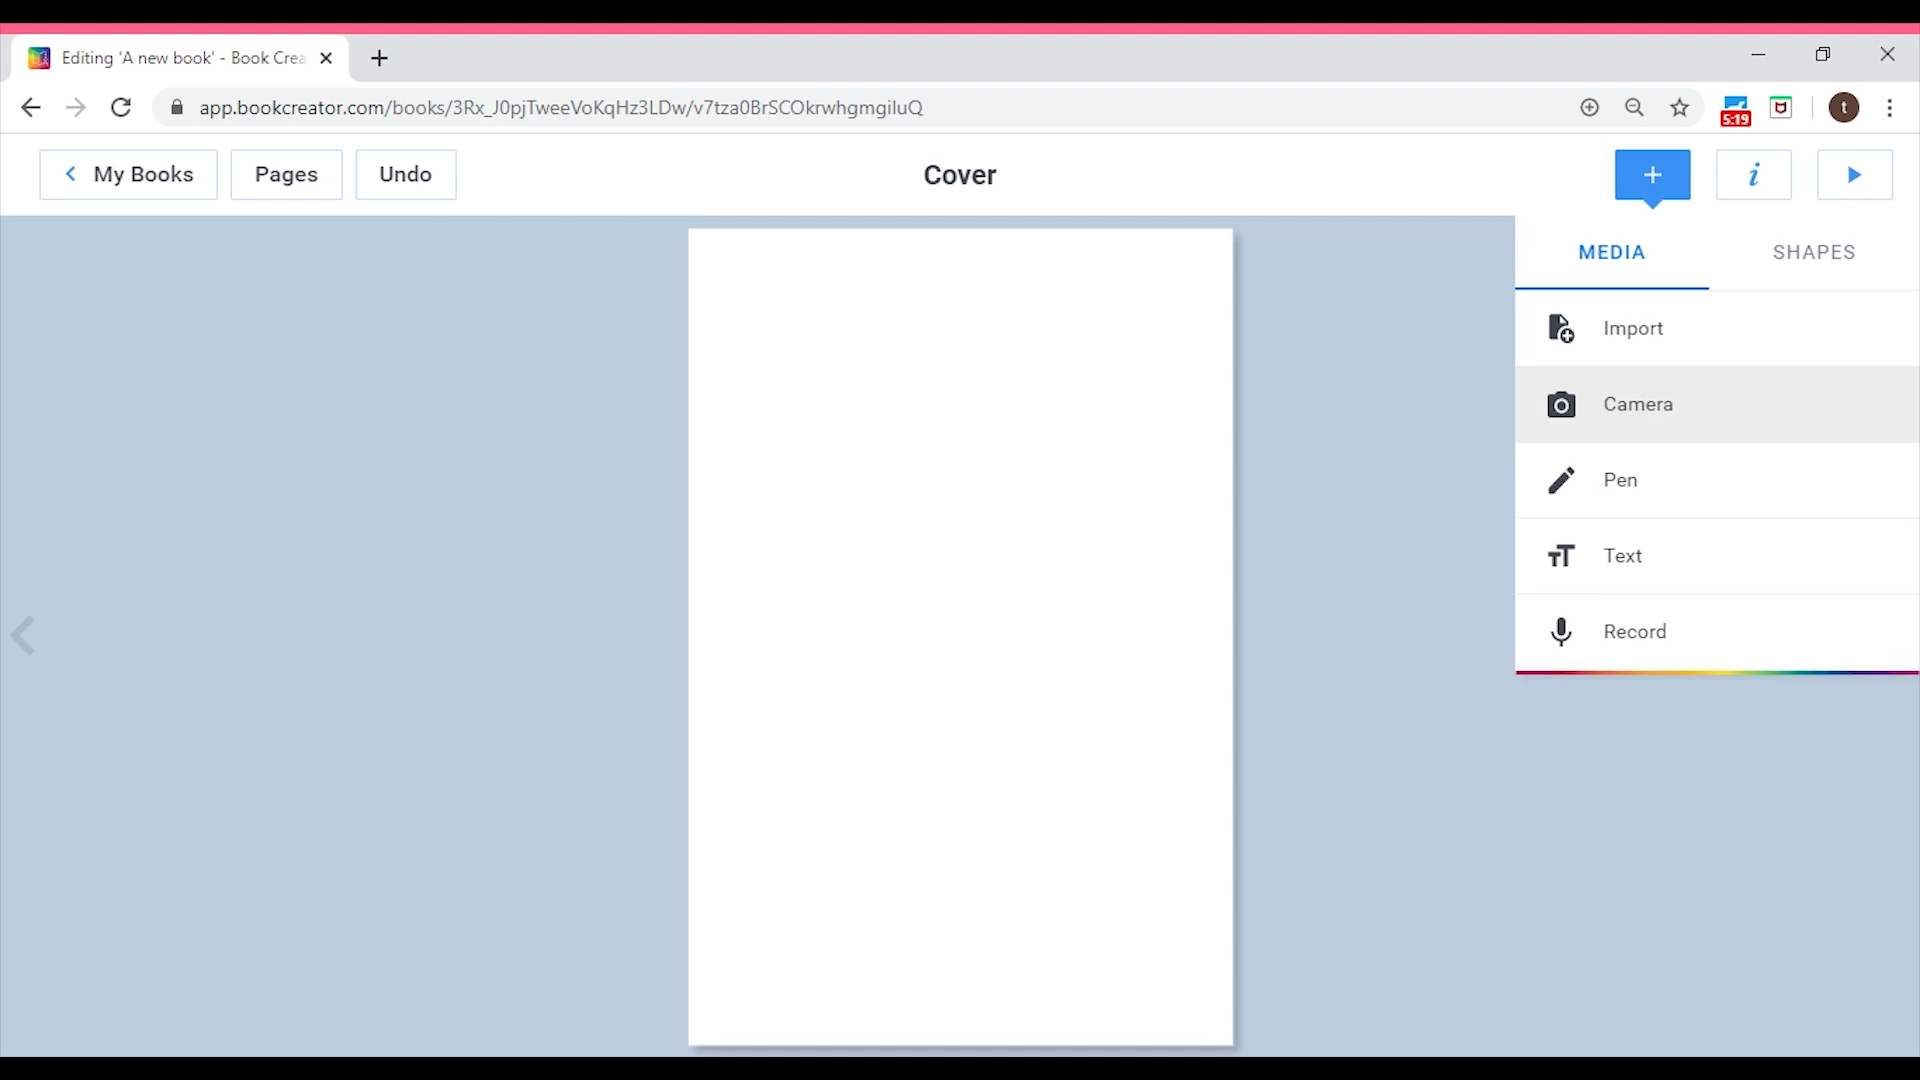 Editing 'A new book' - Book Crea
app.bookcreator.com/books/3Rx_J0pjTweeVoKqHz3LDw/v7tza0BrSCOkrwhgmgiluQ
5:19
t
My Books
Pages
Undo
Cover
i
MEDIA
SHAPES
Import
Camera
Pen
Text
Record